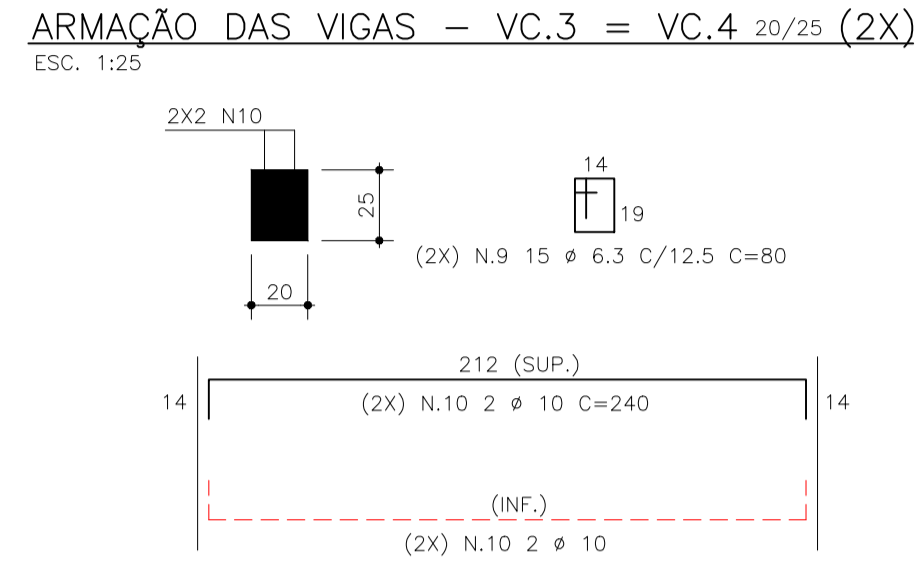 ARMAÇÃO DAS VIGAS – VC.3 = VC.4 20/25 (2X)
ESC. 1:25
2X2 N10
25
20
14
19
(2X) N.9 15 ø 6.3 C/12.5 C=80
212 (SUP.)
14
(2X) N.10 2 ø 10 C=240
14
(INF.)
(2X) N.10 2 ø 10